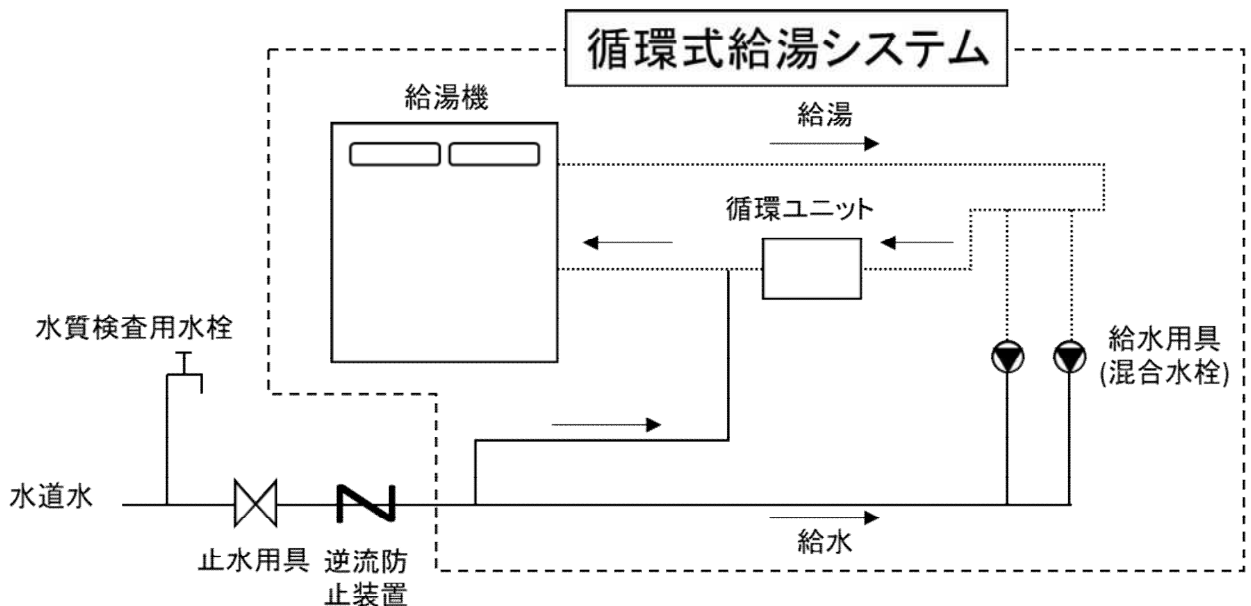 循環式給湯システム
給湯機
給湯
循環ユニット
水質検査用水栓
給水用具
(混合水栓)
水道水
給水
止水用具
逆流防
止装置